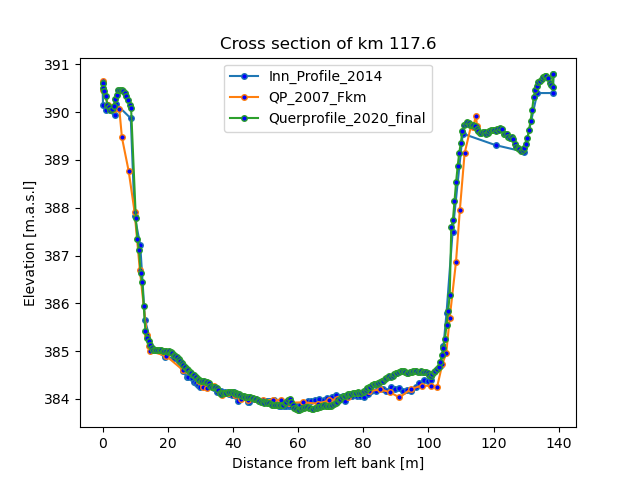 Cross section of km 117.6
Inn_Profile_2014
QP_2007_Fkm
Querprofile_2020_final
Elevation [m.a.s.l]
391
390
389
388
387
386
385
384
0 20 40 60 80 100 120 140
Distance from left bank [m]